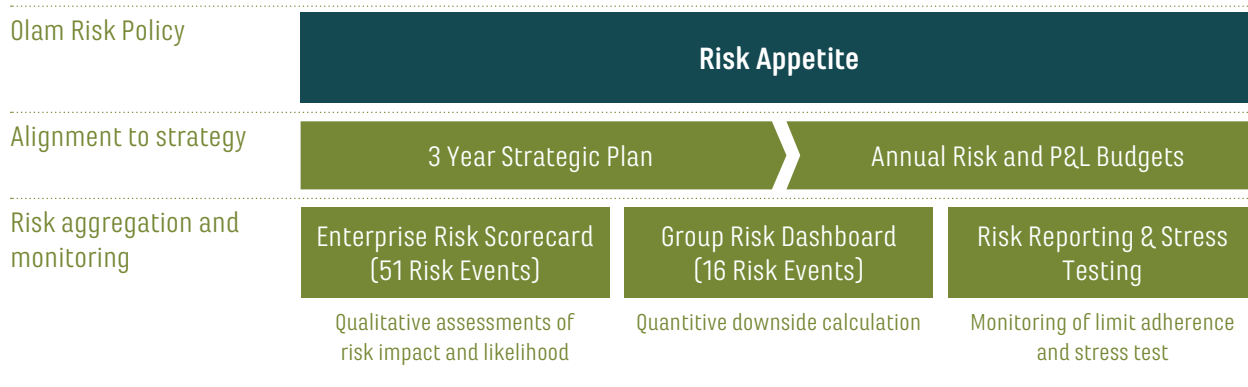 Olam Risk Policy
Risk Appetite
Alignment to strategy
3 Year Strategic Plan
Annual Risk and P&L Budgets
Risk aggregation and
monitoring
Enterprise Risk Scorecard
(51 Risk Events)
Group Risk Dashboard
(16 Risk Events)
Risk Reporting & Stress
Testing
Qualitative assessments of
risk impact and likelihood
Quantitive downside calculation
Monitoring of limit adherence
and stress test